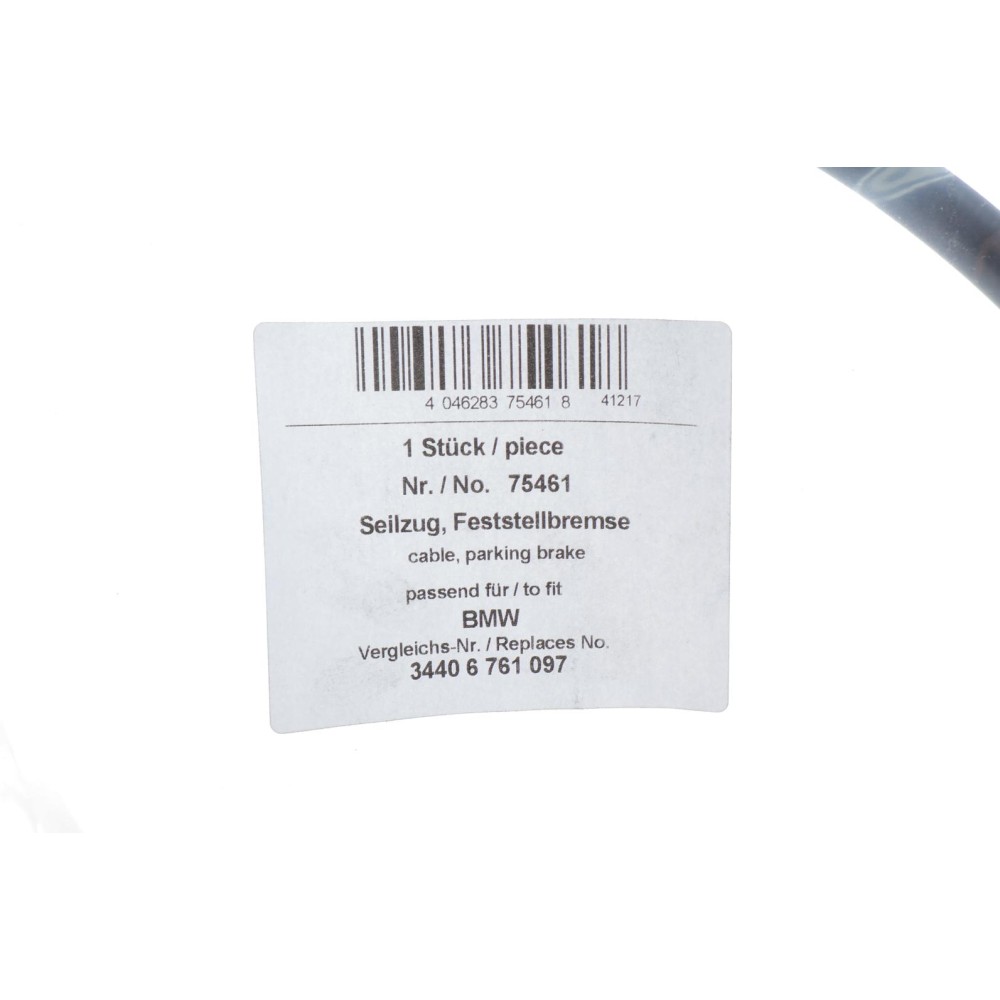 4 046283 75461 8 41217
1 Stück / piece
Nr. / No. 75461
Seilzug, Feststellbremse
cable, parking brake
passend für / to fit
BMW
Vergleichs-Nr. / Replaces No.
3440 6 761 097